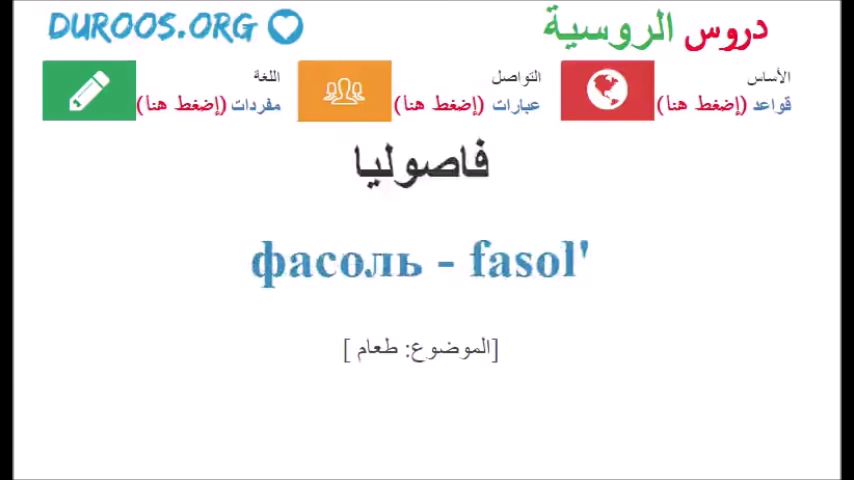 DUROOS.ORG
دروس الروسية
الأساس
قواعد (إضغط هنا)
التواصل
عبارات (إضغط هنا)
اللغة
مفردات (إضغط هنا)
فاصوليا
фасоль - fasol'
[الموضوع: طعام ]